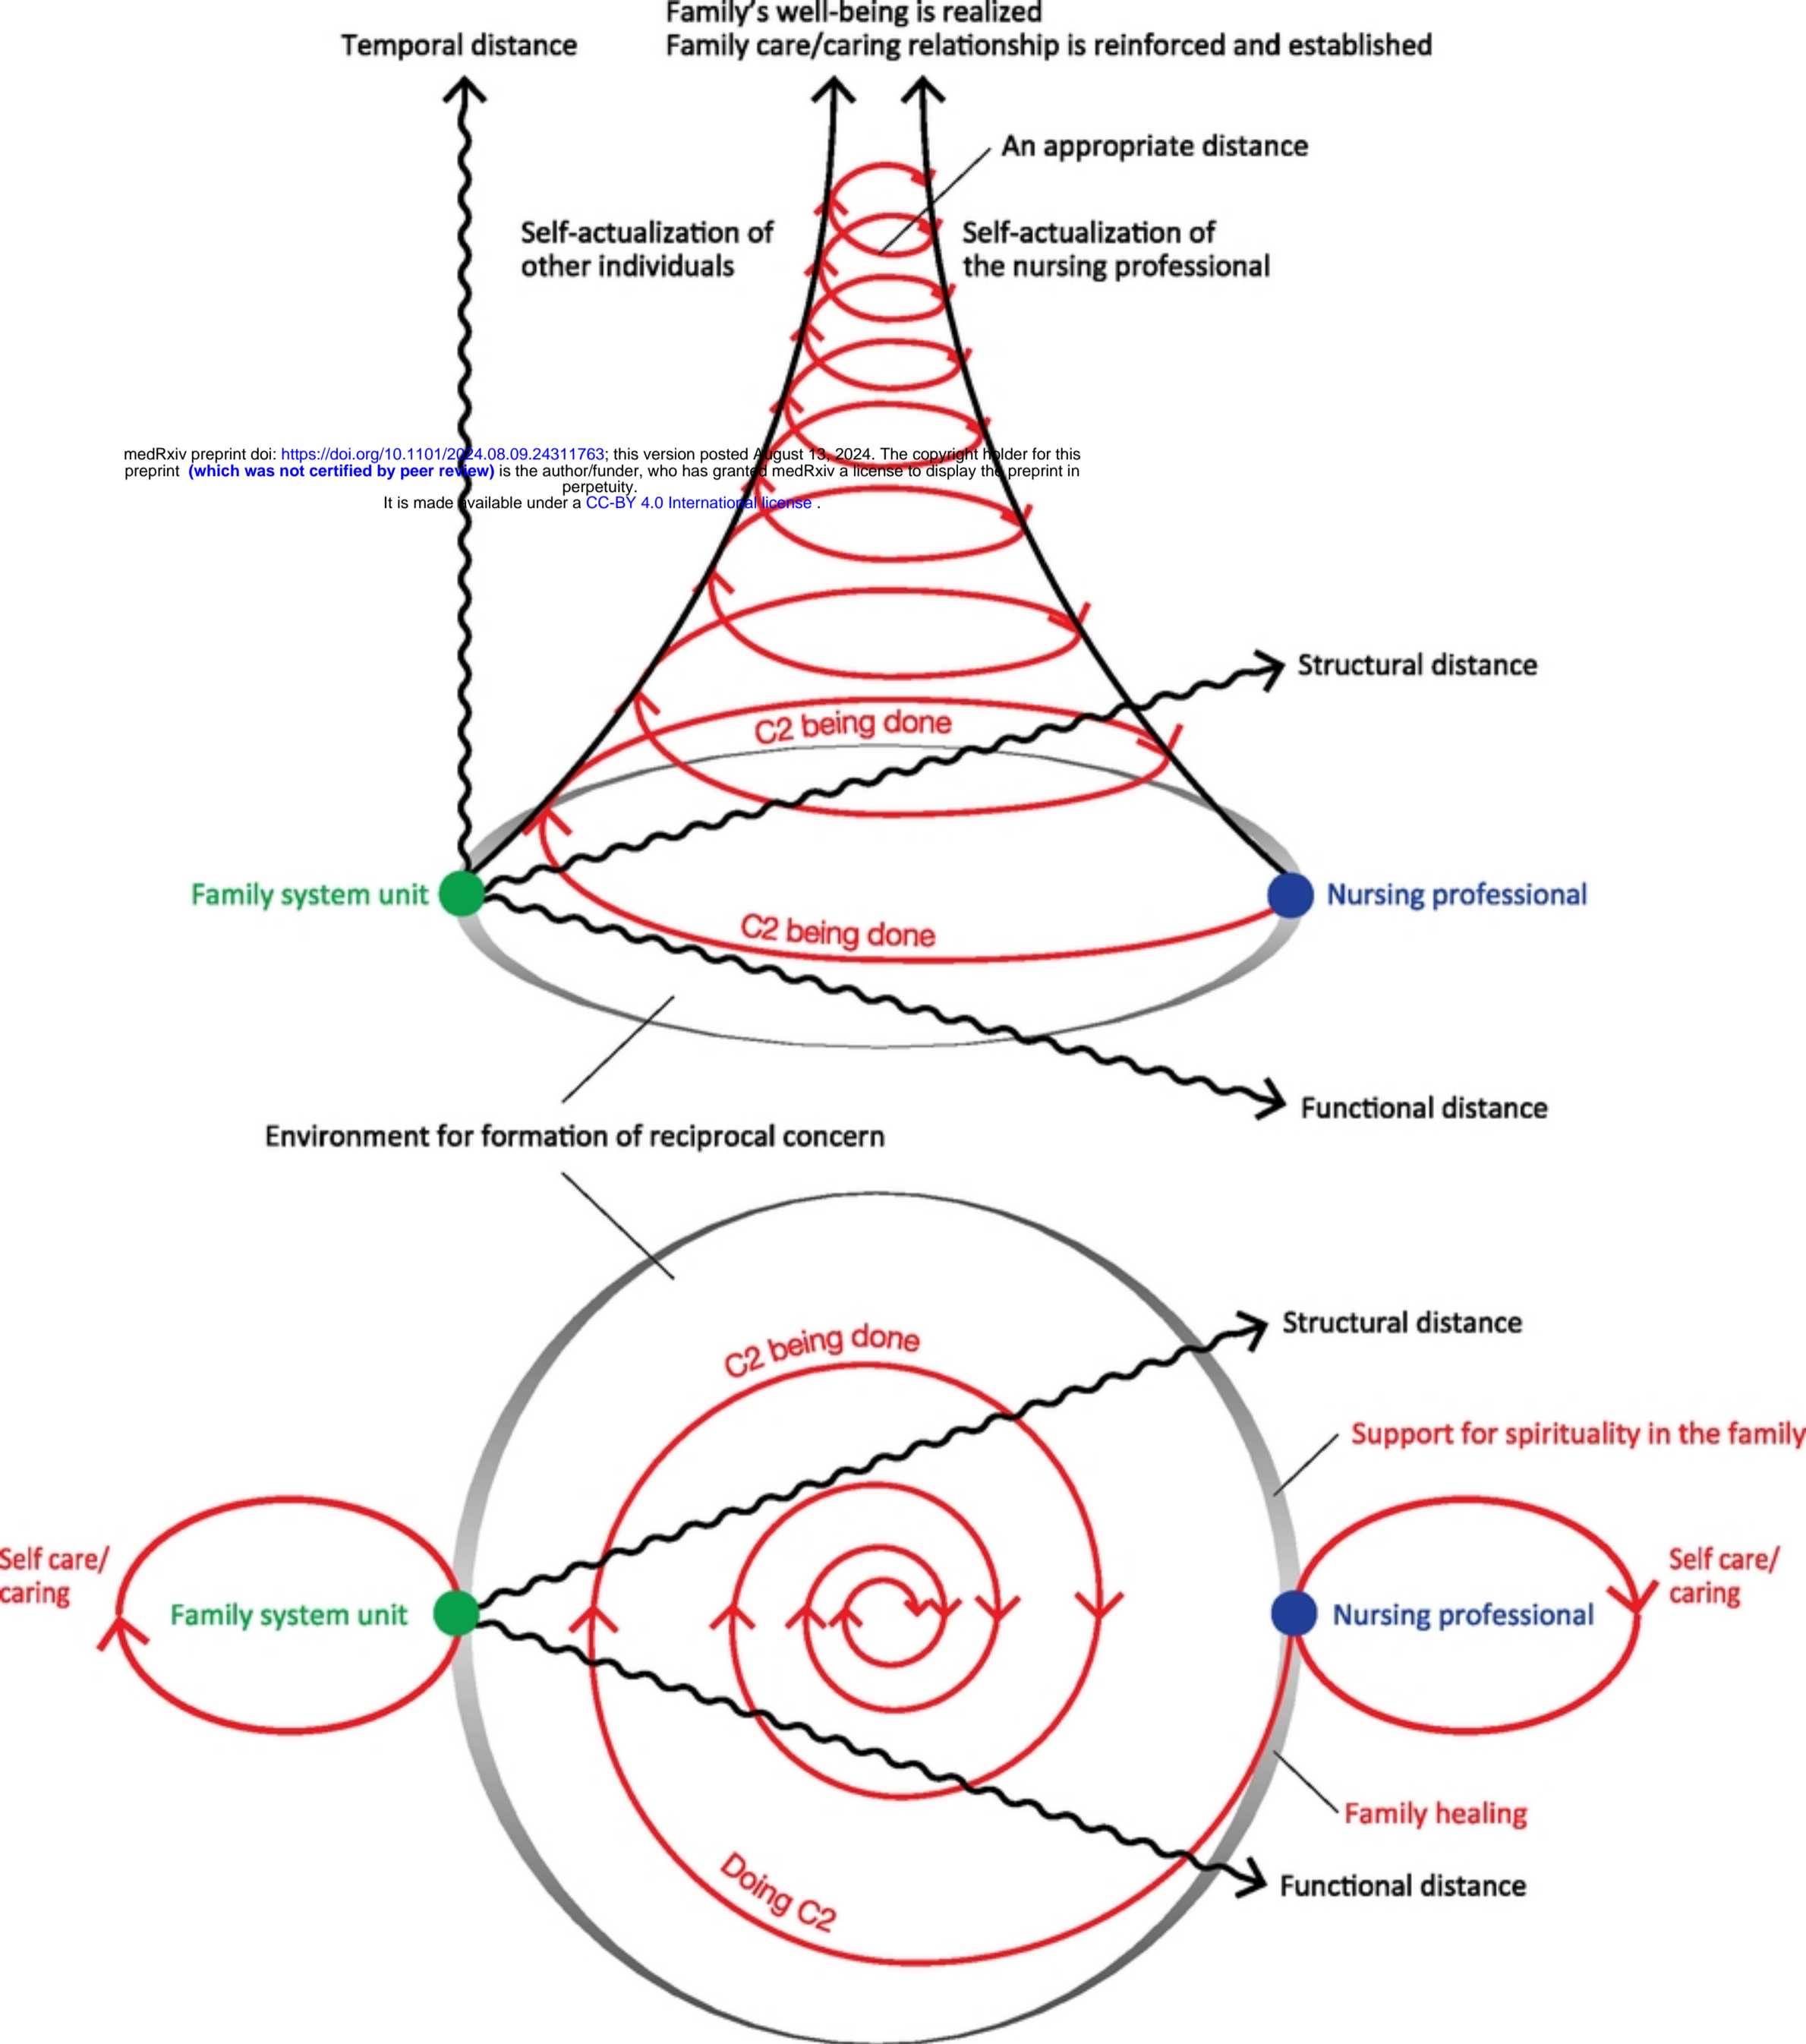 Family's well-being is realized
Temporal distance
Family care/caring relationship is reinforced and established
An appropriate distance
Self-actualization of
other individuals
Self-actualization of
the nursing professional
medRxiv preprint doi: https://doi.org/10.1101/2024.08.09.24311763; this version posted August 13, 2024. The copyright holder for this
preprint (which was not certified by peer review) is the author/funder, who has granted medRxiv a license to display the preprint in
perpetuity.
It is made available under a CC-BY 4.0 International license .
Structural distance
C2 being done
Family system unit
Nursing professional
C2 being done
Functional distance
Environment for formation of reciprocal concern
Structural distance
C2 being done
Support for spirituality in the family
Self care/
caring
Family system unit
Nursing professional
Self care/
caring
Family healing
Doing C2
Functional distance